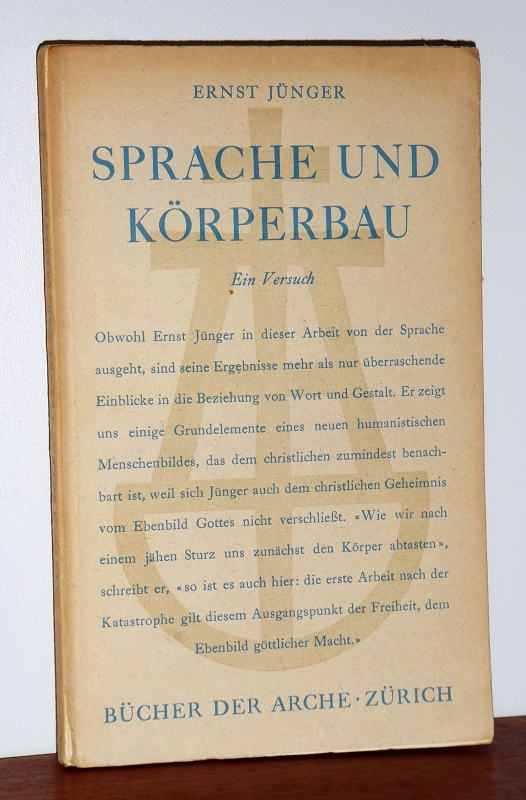 ERNST JÜNGER
SPRACHE UND
KÖRPERBAU
Ein Versuch
Obwohl Ernst Jünger in dieser Arbeit von der Sprache
ausgeht, sind seine Ergebnisse mehr als nur überraschende
Einblicke in die Beziehung von Wort und Gestalt. Er zeigt
uns einige Grundelemente eines neuen humanistischen
Menschenbildes, das dem christlichen zumindest benach-
bart ist, weil sich Jünger auch dem christlichen Geheimnis
vom Ebenbild Gottes nicht verschließt. «Wie wir nach
einem jähen Sturz uns zunächst den Körper abtasten»,
schreibt er, «so ist es auch hier: die erste Arbeit nach der
Katastrophe gilt diesem Ausgangspunkt der Freiheit, dem
Ebenbild göttlicher Macht.»
BÜCHER DER ARCHE · ZÜRICH